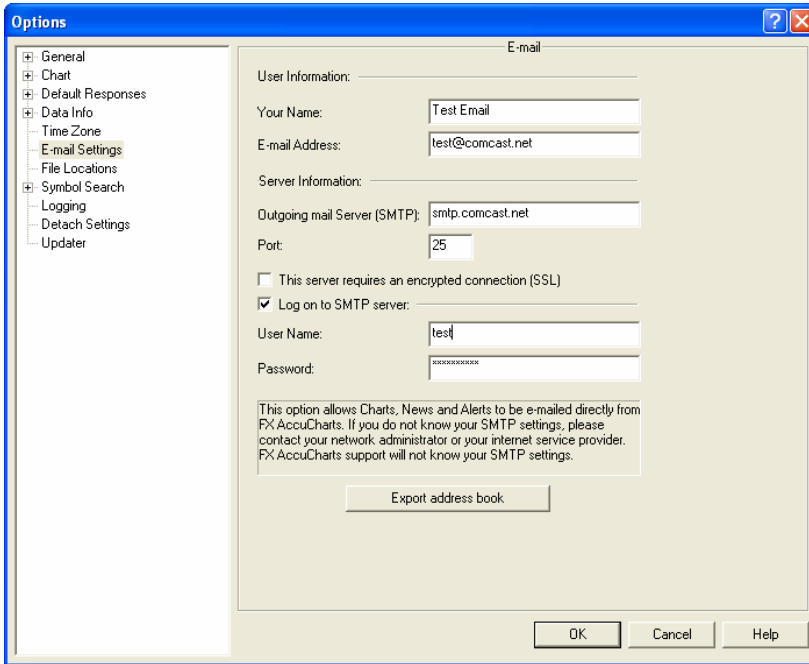 Options
General
Chart
Default Responses
Data Info
Time Zone
E-mail Settings
File Locations
Symbol Search
Logging
Detach Settings
Updater
E-mail
User Information:
Your Name: Test Email
E-mail Address: test@comcast.net
Server Information:
Outgoing mail Server (SMTP): smtp.comcast.net
Port: 25
This server requires an encrypted connection (SSL)
Log on to SMTP server:
User Name: test
Password: xxxxxxxxxx
This option allows Charts, News and Alerts to be e-mailed directly from
FX AccuCharts. If you do not know your SMTP settings, please
contact your network administrator or your internet service provider.
FX AccuCharts support will not know your SMTP settings.
Export address book
OK Cancel Help